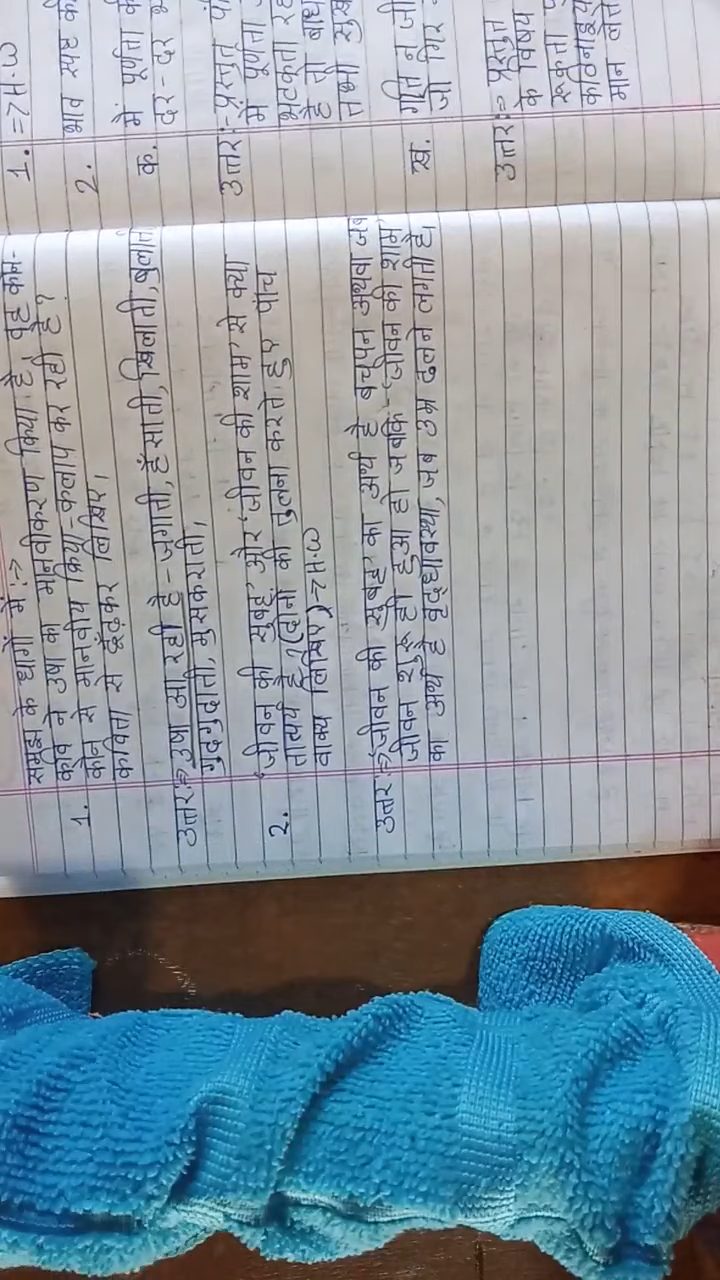 समझ के धागों में :->
1. कवि ने उषा का मानवीकरण किया है, वह कौन-
कौन से मानवीय क्रिया-कलाप कर रही है?
कविता से ढूँढ़कर लिखिए।
उत्तर:-> उषा आ रही है - जगाती, हँसाती, खिलाती, बुलाती
गुदगुदाती, मुसकराती,
2. 'जीवन की सुबह' और 'जीवन की शाम' से क्या
तात्पर्य है? (दोनों की तुलना करते हुए पाँच
वाक्य लिखिए) -> H.W
उत्तर:-> 'जीवन की सुबह' का अर्थ है बचपन अथवा जब
जीवन शुरू ही हुआ हो जबकि - 'जीवन की शाम'
का अर्थ है वृद्धावस्था, जब उम्र ढलने लगती है।
1. => H.W
2. भाव स्पष्ट की
क. में पूर्णता की
दर-दर
उत्तर:- प्रस्तुत पं
में पूर्णता
भटकता रह
है तो बाधा
तथा सुख
ख. गति न जी
जो गिर
उत्तर:-> प्रस्तुत
के विषय
रूकता
कठिनाइय
मान लेते